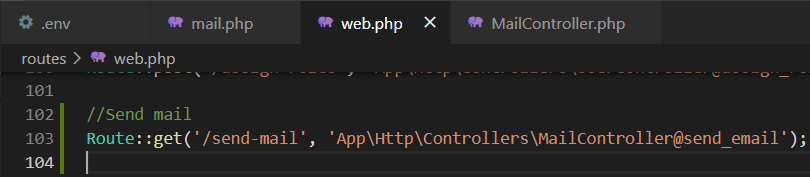 .env mail.php web.php MailController.php
routes > web.php
101
102 //Send mail
103 Route::get('/send-mail', 'App\Http\Controllers\MailController@send_email');
104